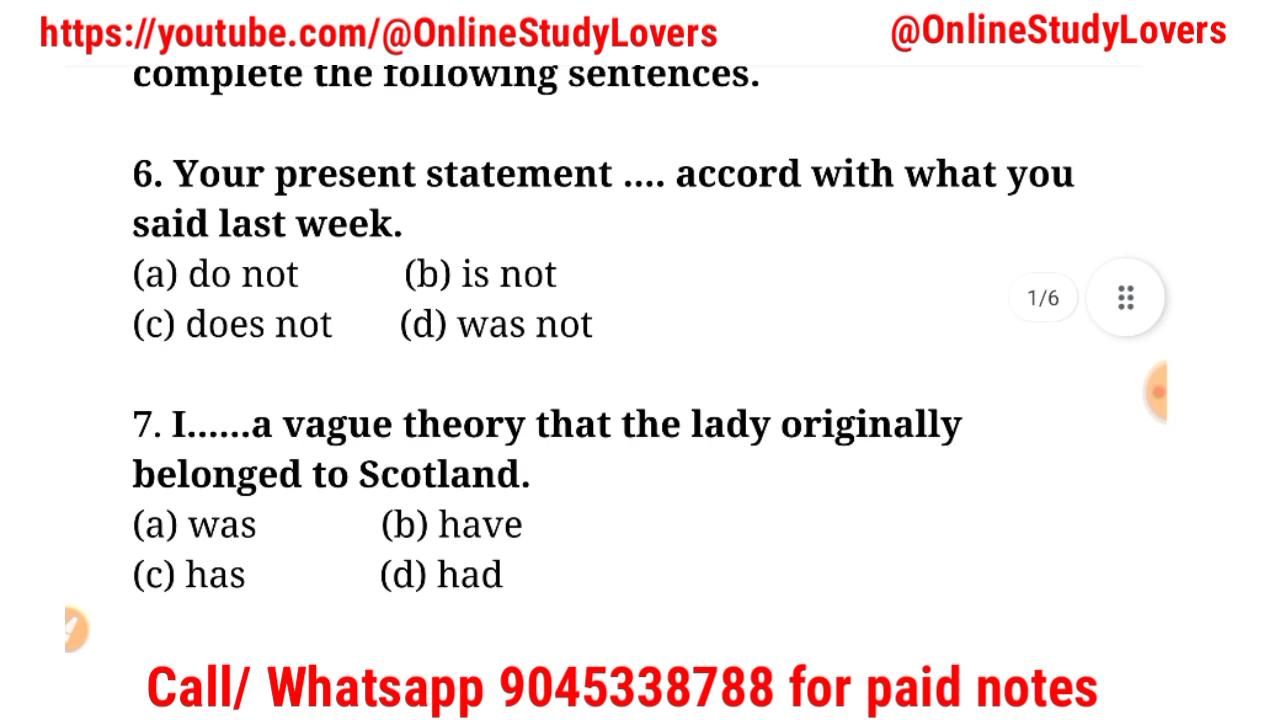 https://youtube.com/@OnlineStudyLovers @OnlineStudyLovers
complete the following sentences.
6. Your present statement .... accord with what you
said last week.
(a) do not (b) is not
1/6
(c) does not (d) was not
7. I......a vague theory that the lady originally
belonged to Scotland.
(a) was (b) have
(c) has (d) had
Call/ Whatsapp 9045338788 for paid notes